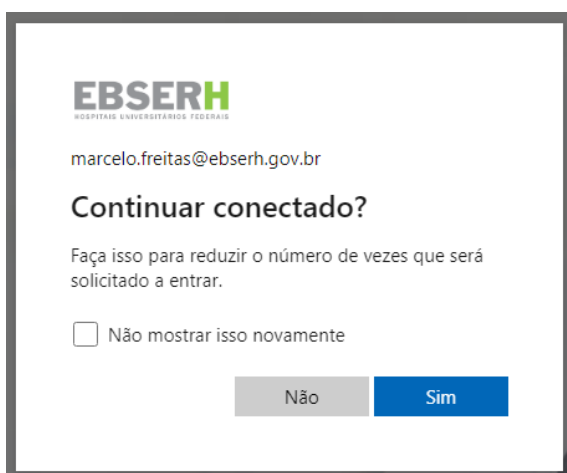 EBSERH
HOSPITAIS UNIVERSITÁRIOS FEDERAIS
marcelo.freitas@ebserh.gov.br
Continuar conectado?
Faça isso para reduzir o número de vezes que será
solicitado a entrar.
Não mostrar isso novamente
Não
Sim